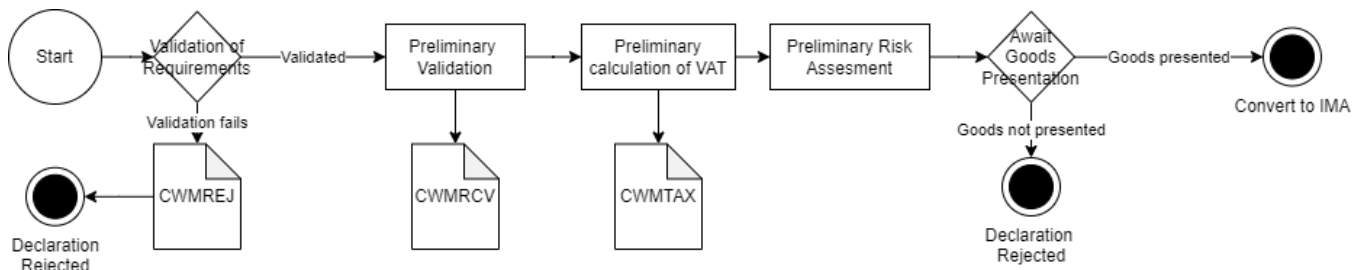 Start
Validation of
Requirements
Validated
Preliminary
Validation
Preliminary
calculation of VAT
Preliminary Risk
Assesment
Await
Goods
Presentation
Goods presented
Convert to IMA
Validation fails
Goods not presented
CWMREJ
CWMRCV
CWMTAX
Declaration
Rejected
Declaration
Rejected